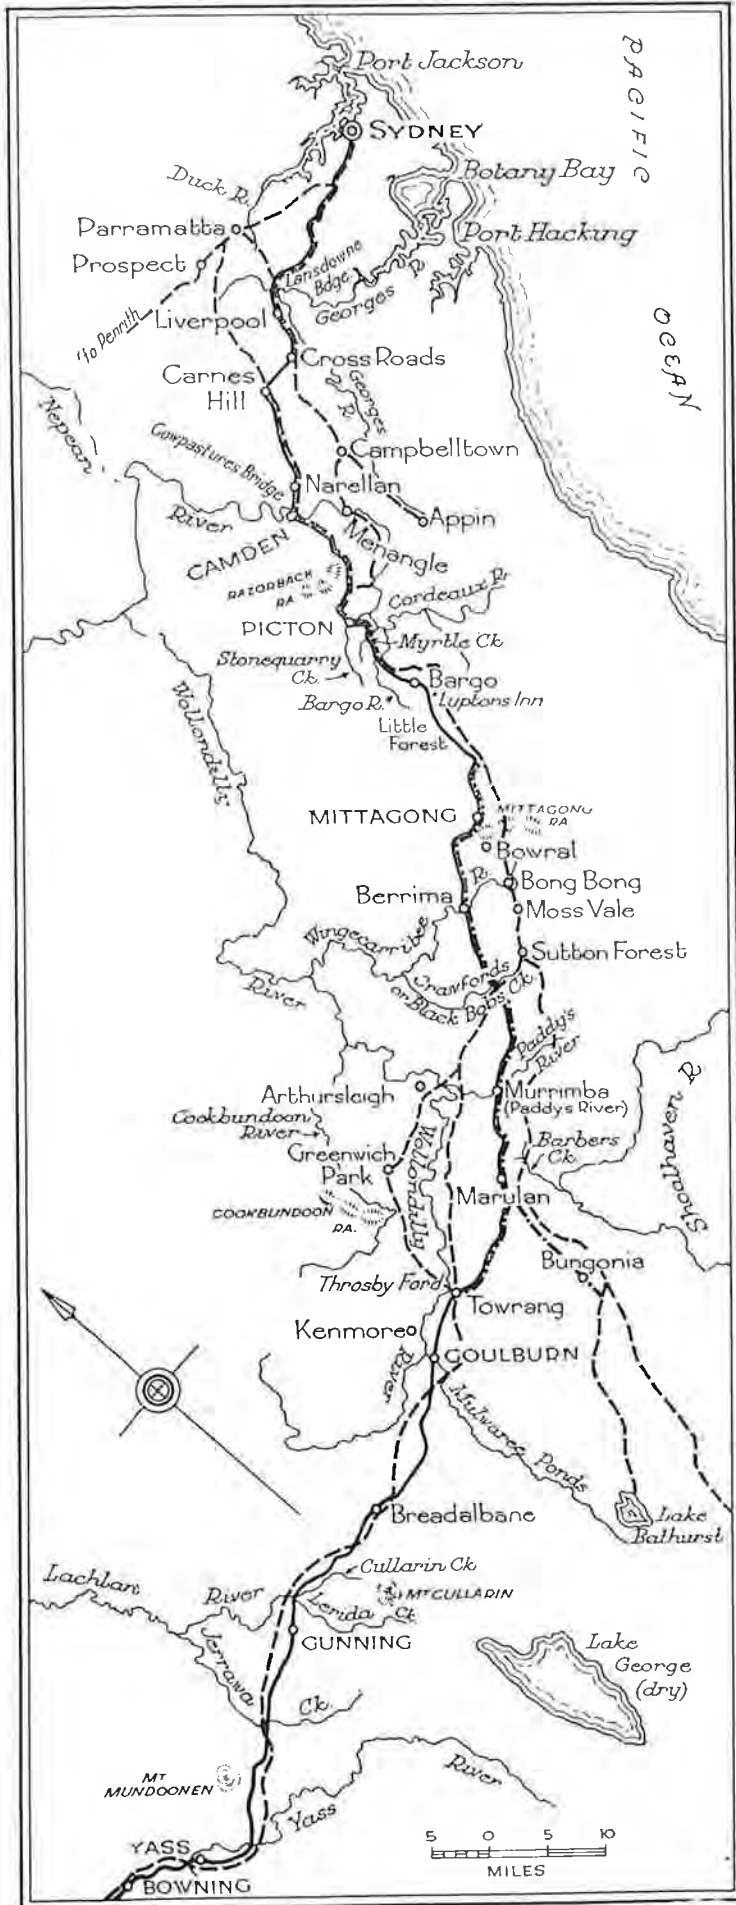 Port Jackson
PACIFIC
SYDNEY
Botany Bay
Duck R.
Parramatta
Port Hacking
Prospect
Lansdowne
Bdge.
Georges
R
to Penrith
Liverpool
OCEAN
Cross Roads
Carnes
Hill
Georges
R.
Nepean
Campbelltown
Cowpastures Bridge
Narellan
River
Appin
Menangle
CAMDEN
RAZORBACK
RA.
Cordeaux R.
PICTON
Myrtle Ck
Stonequarry
Ck.
Bargo
Bargo R.
Luptons Inn
Little
Forest
Wollondilly
MITTAGONG
MITTAGONG
RA
Bowral
R.
Bong Bong
Berrima
Moss Vale
Wingecarribee
Sutton Forest
Crawfords
or Black Bobs Ck.
River
Paddy's
River
Arthursleigh
Murrimba
(Paddys River)
Cookbundoon
River
Wollondilly
Barbers
Ck.
Shoalhaven R
Greenwich
Park
Marulan
COOKBUNDOON
RA.
Bungonia
Throsby Ford
Towrang
Kenmore
GOULBURN
River
Mulwaree Ponds
Breadalbane
Lake
Bathurst
Cullarin Ck
Lachlan
River
MT CULLARIN
Lerida
Ck.
GUNNING
Jerrawa
Ck.
Lake
George
(dry)
MT
MUNDOONEN
River
Yass
YASS
BOWNING
5 0 5 10
MILES